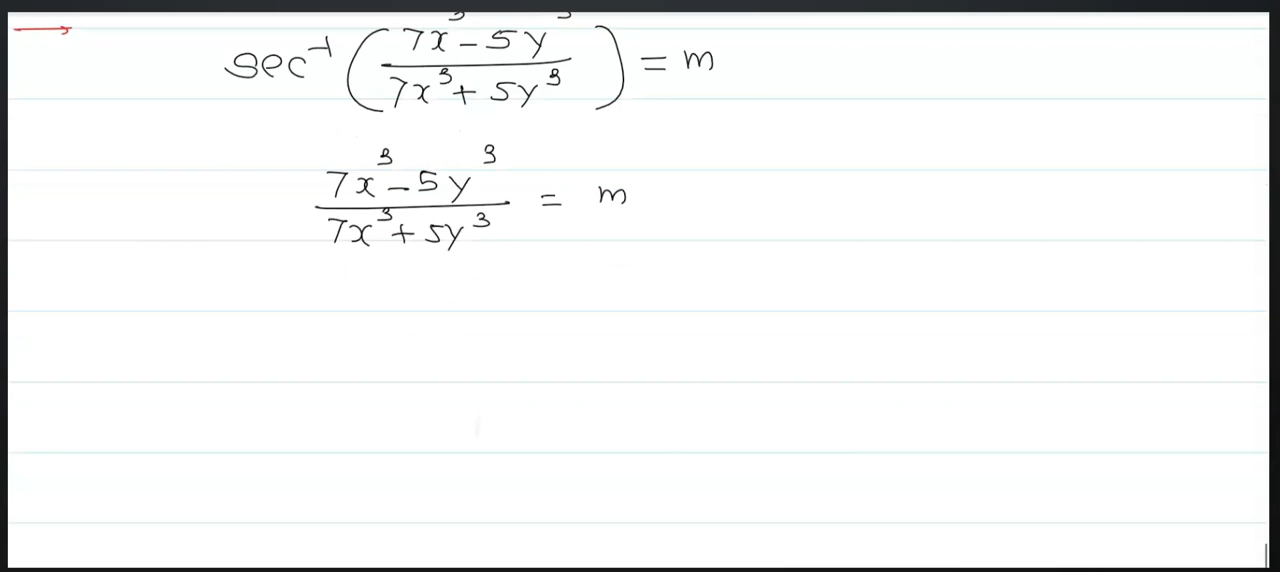 sec⁻¹ ( (7x³ − 5y³) / (7x³ + 5y³) ) = m
(7x³ − 5y³) / (7x³ + 5y³) = m